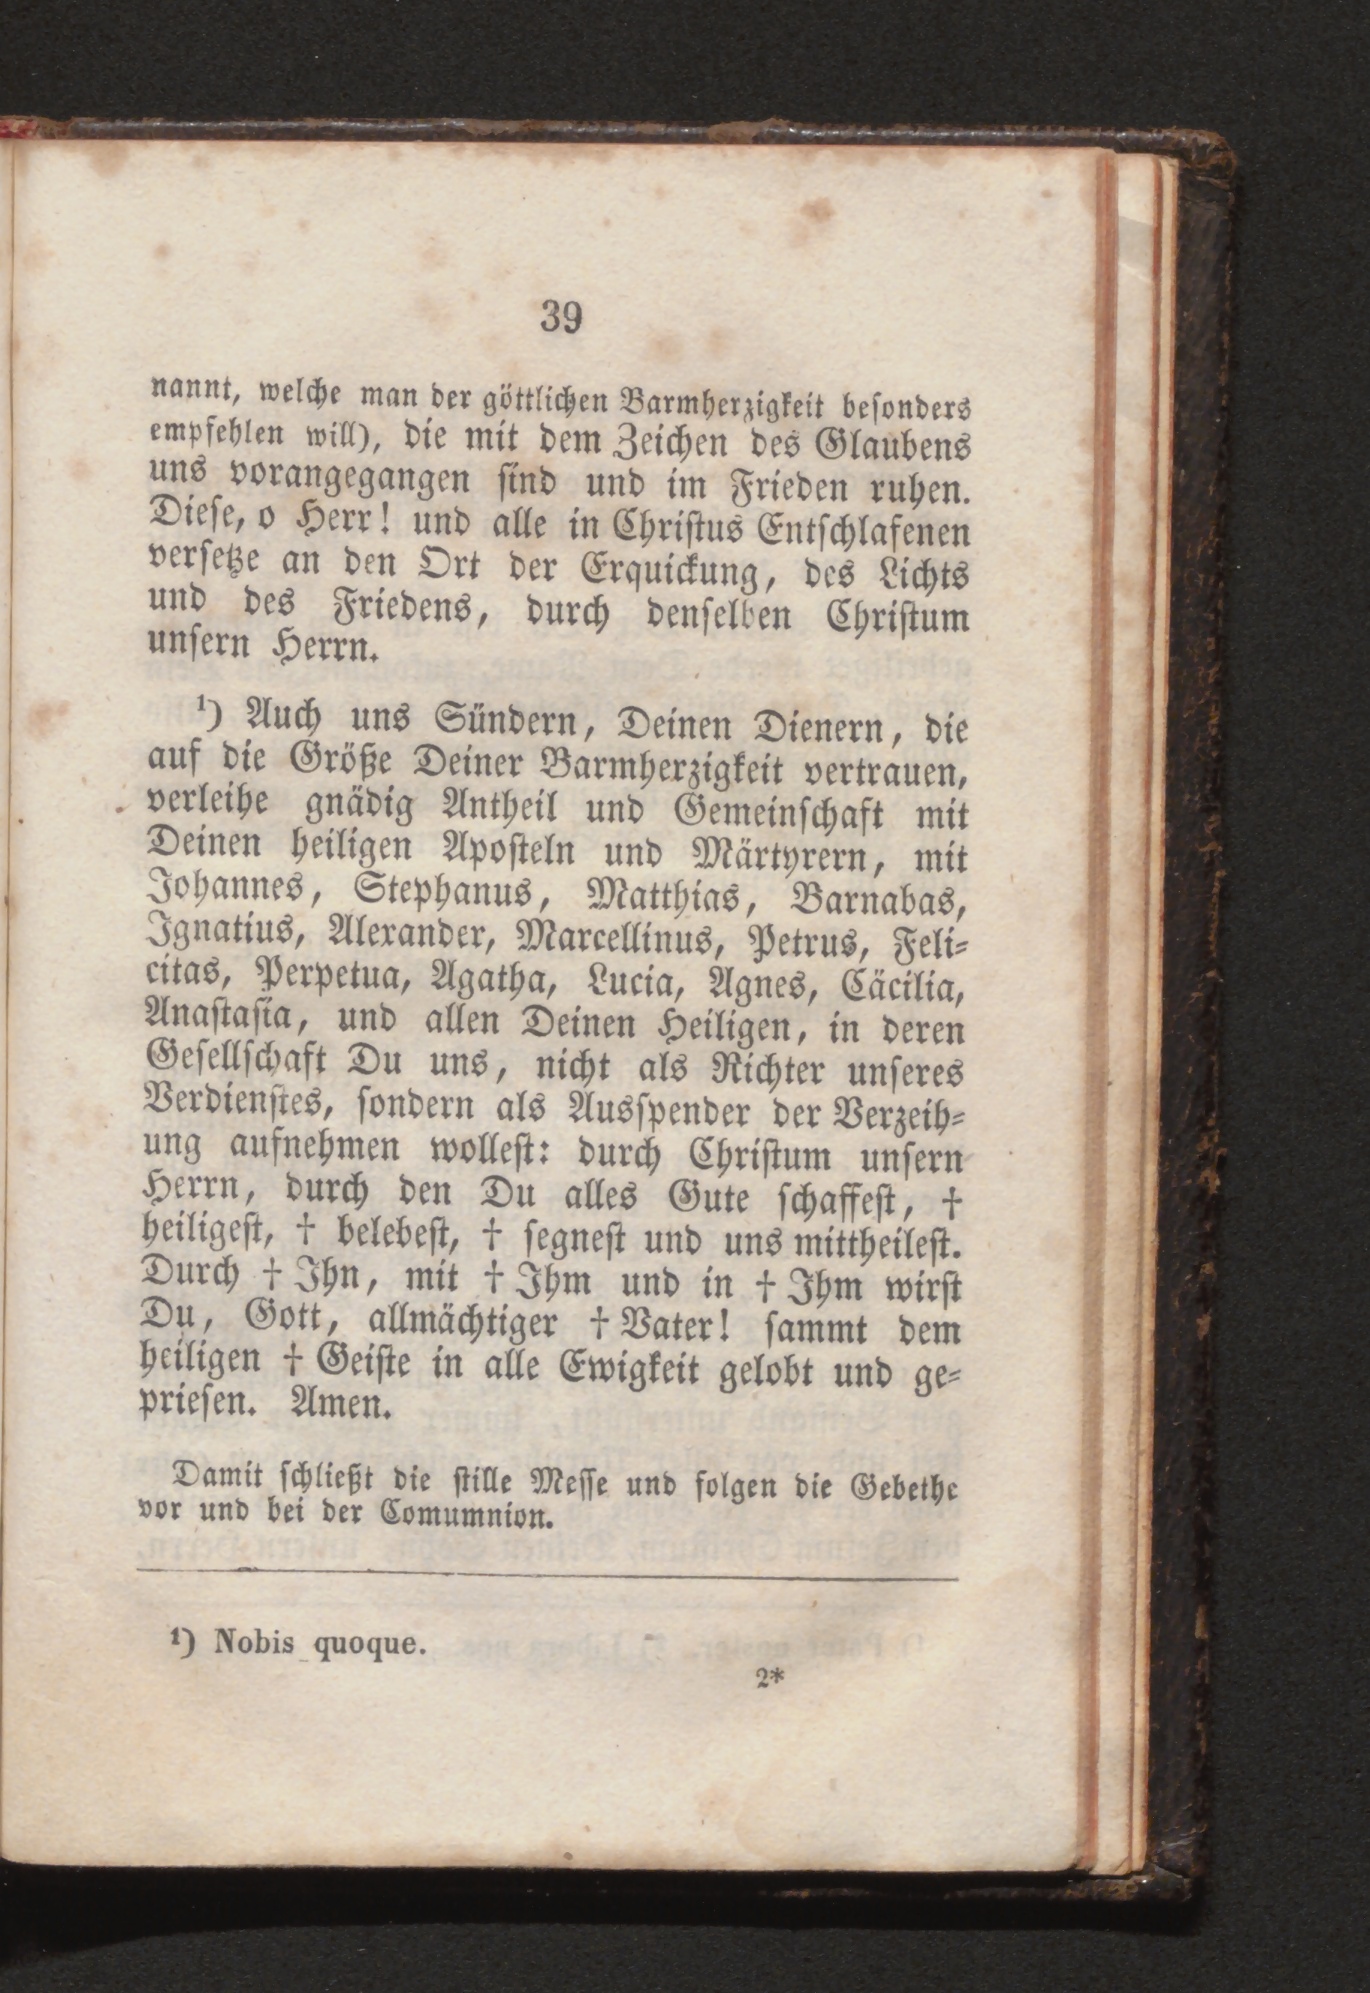 39
nannt, welche man der göttlichen Barmherzigkeit besonders
empfehlen will), die mit dem Zeichen des Glaubens
uns vorangegangen sind und im Frieden ruhen.
Diese, o Herr! und alle in Christus Entschlafenen
versetze an den Ort der Erquickung, des Lichts
und des Friedens, durch denselben Christum
unsern Herrn.
¹) Auch uns Sündern, Deinen Dienern, die
auf die Größe Deiner Barmherzigkeit vertrauen,
verleihe gnädig Antheil und Gemeinschaft mit
Deinen heiligen Aposteln und Märtyrern, mit
Johannes, Stephanus, Matthias, Barnabas,
Ignatius, Alexander, Marcellinus, Petrus, Feli-
citas, Perpetua, Agatha, Lucia, Agnes, Cäcilia,
Anastasia, und allen Deinen Heiligen, in deren
Gesellschaft Du uns, nicht als Richter unseres
Verdienstes, sondern als Ausspender der Verzeih-
ung aufnehmen wollest: durch Christum unsern
Herrn, durch den Du alles Gute schaffest, †
heiligest, † belebest, † segnest und uns mittheilest.
Durch † Ihn, mit † Ihm und in † Ihm wirst
Du, Gott, allmächtiger † Vater! sammt dem
heiligen † Geiste in alle Ewigkeit gelobt und ge-
priesen. Amen.
Damit schließt die stille Messe und folgen die Gebethe
vor und bei der Comumnion.
¹) Nobis quoque.
2*